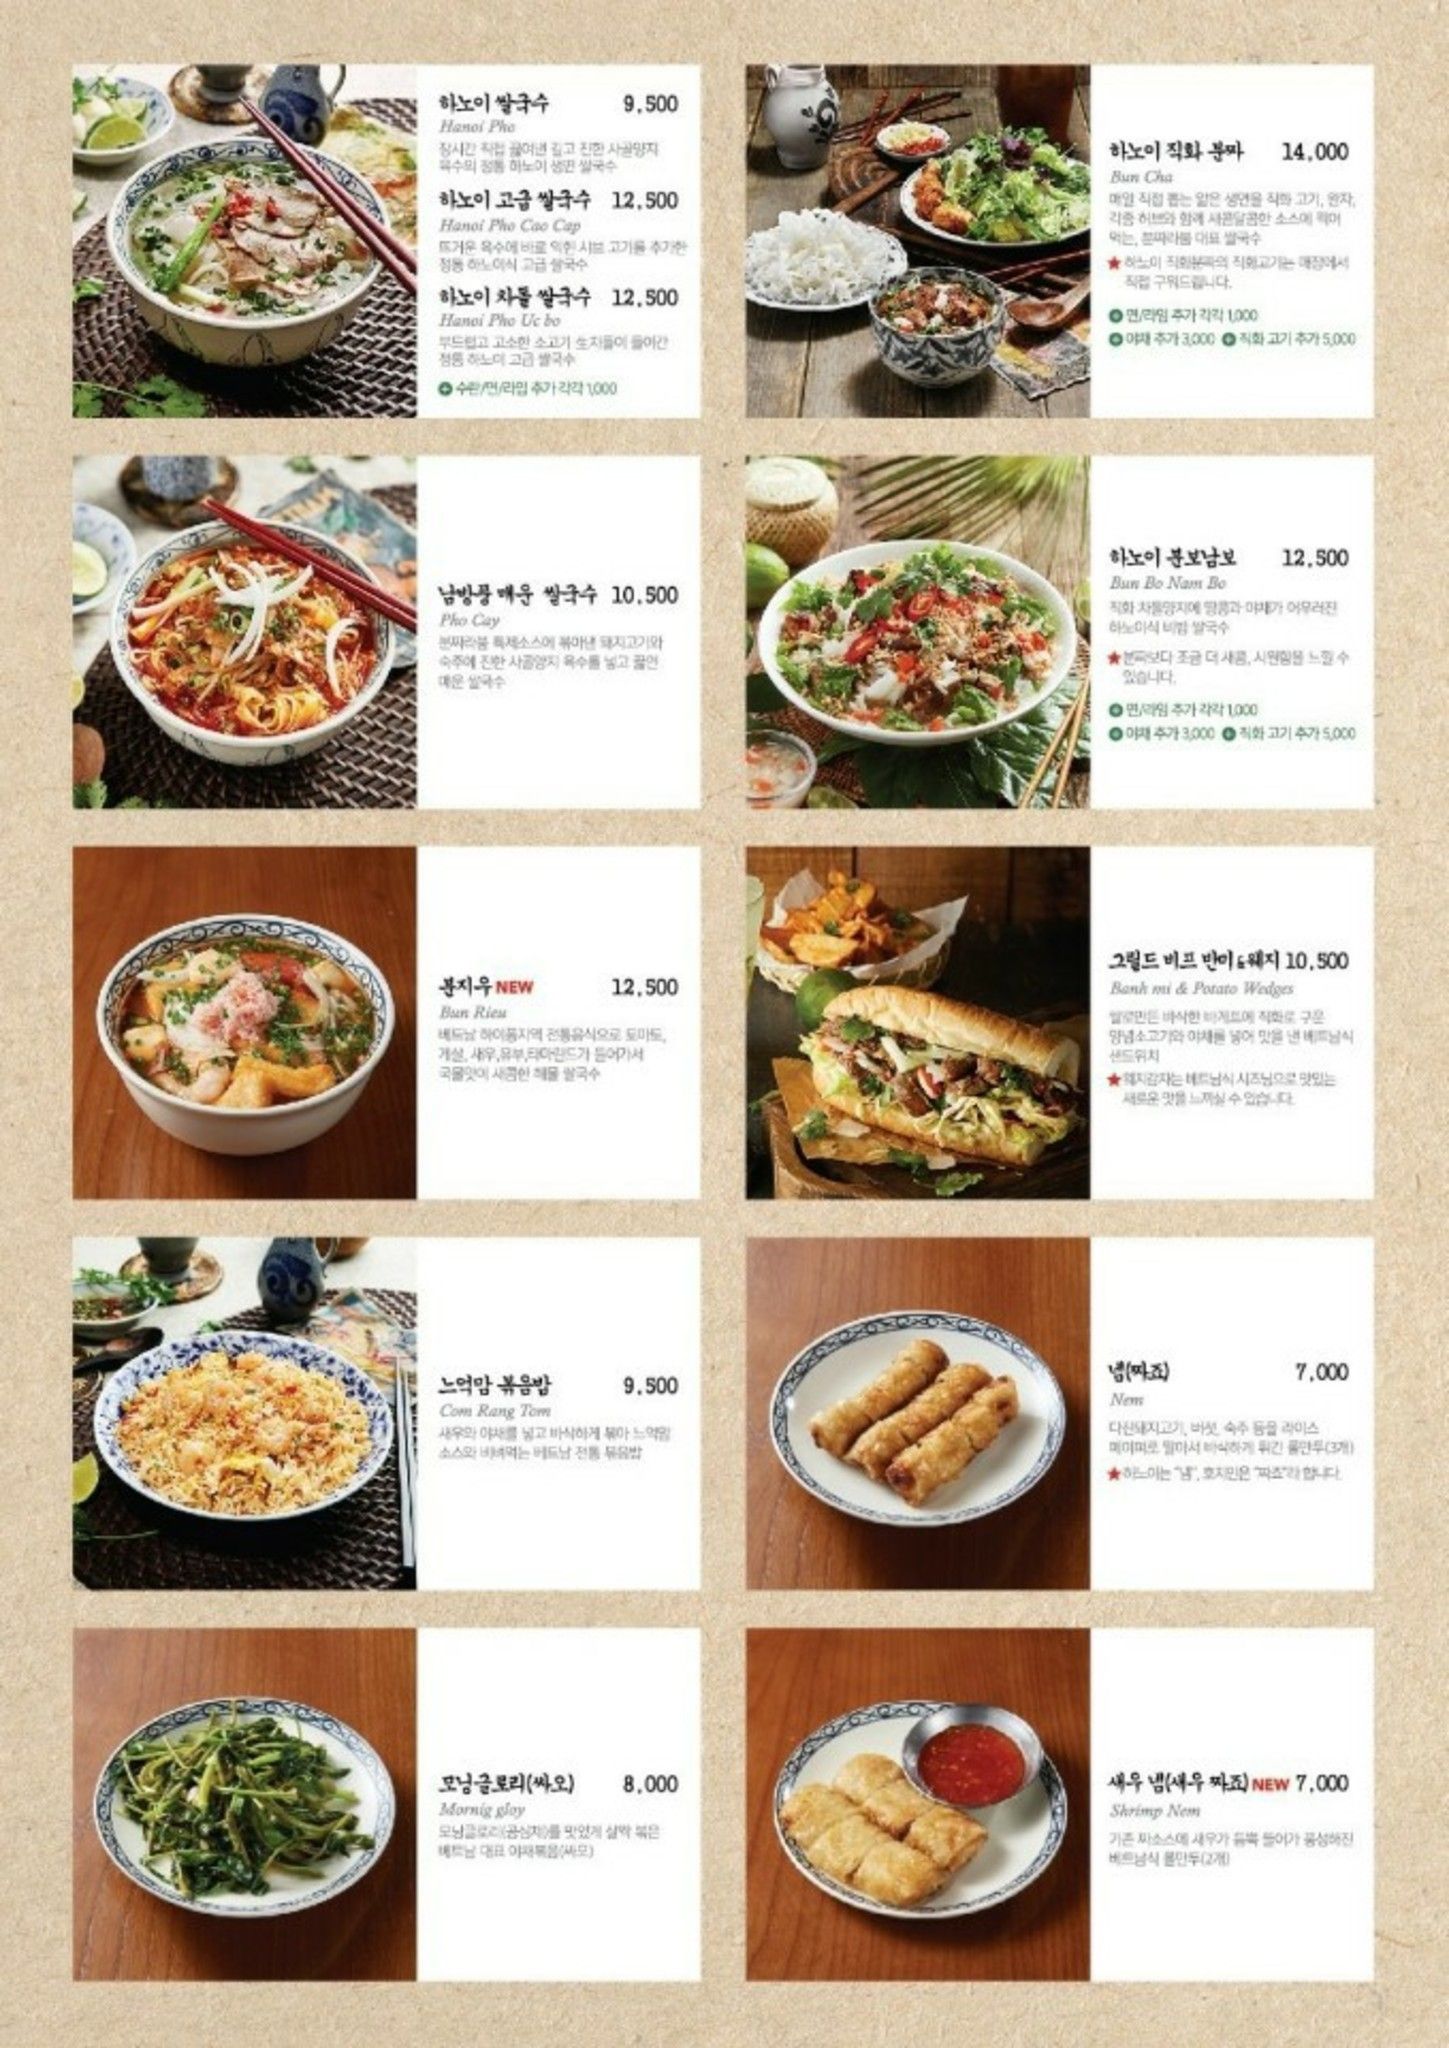 하노이 쌀국수 9,500
Hanoi Pho
장시간 직접 끓여낸 깊고 진한 사골양지
육수의 정통 하노이 생면 쌀국수
하노이 고급 쌀국수 12,500
Hanoi Pho Cao Cap
뜨거운 육수에 바로 익힌 샤브 고기를 추가한
정통 하노이식 고급 쌀국수
하노이 차돌 쌀국수 12,500
Hanoi Pho Uc bo
부드럽고 고소한 소고기 生차돌이 들어간
정통 하노이 고급 쌀국수
수란/면/라임 추가 각각 1,000
하노이 직화 분짜 14,000
Bun Cha
매일 직접 뽑는 얇은 생면을 직화 고기, 완자,
각종 허브와 함께 새콤달콤한 소스에 찍어
먹는, 분짜라붐 대표 쌀국수
★하노이 직화분짜의 직화고기는 매장에서
직접 구워드립니다.
면/라임 추가 각각 1,000
야채 추가 3,000 직화 고기 추가 5,000
남방풍 매운 쌀국수 10,500
Pho Cay
분짜라붐 특제소스에 볶아낸 돼지고기와
숙주에 진한 사골양지 육수를 넣고 끓인
매운 쌀국수
하노이 분보남보 12,500
Bun Bo Nam Bo
직화 차돌양지에 땅콩과 야채가 어우러진
하노이식 비빔 쌀국수
★분짜보다 조금 더 새콤, 시원함을 느낄 수
있습니다.
면/라임 추가 각각 1,000
야채 추가 3,000 직화 고기 추가 5,000
분지우 NEW 12,500
Bun Rieu
베트남 하이퐁지역 전통음식으로 토마토,
게살, 새우,유부,타마린드가 들어가서
국물맛이 새콤한 해물 쌀국수
그릴드 비프 반미&웨지 10,500
Banh mi & Potato Wedges
쌀로만든 바삭한 바게트에 직화로 구운
양념소고기와 야채를 넣어 맛을 낸 베트남식
샌드위치
★웨지감자는 베트남식 시즈닝으로 맛있는
새로운 맛을 느끼실 수 있습니다.
느억맘 볶음밥 9,500
Com Rang Tom
새우와 야채를 넣고 바삭하게 볶아 느억맘
소스와 비벼먹는 베트남 전통 볶음밥
냄(짜죠) 7,000
Nem
다진돼지고기, 버섯, 숙주 등을 라이스
페이퍼로 말아서 바삭하게 튀긴 롤만두(3개)
★하노이는 "냄", 호치민은 "짜죠"라 합니다.
모닝글로리(싸오) 8,000
Mornig gloy
모닝글로리(공심채)를 맛있게 살짝 볶은
베트남 대표 야채볶음(싸오)
새우 냄(새우 짜죠) NEW 7,000
Shrimp Nem
기존 짜소스에 새우가 듬뿍 들어가 풍성해진
베트남식 롤만두(2개)